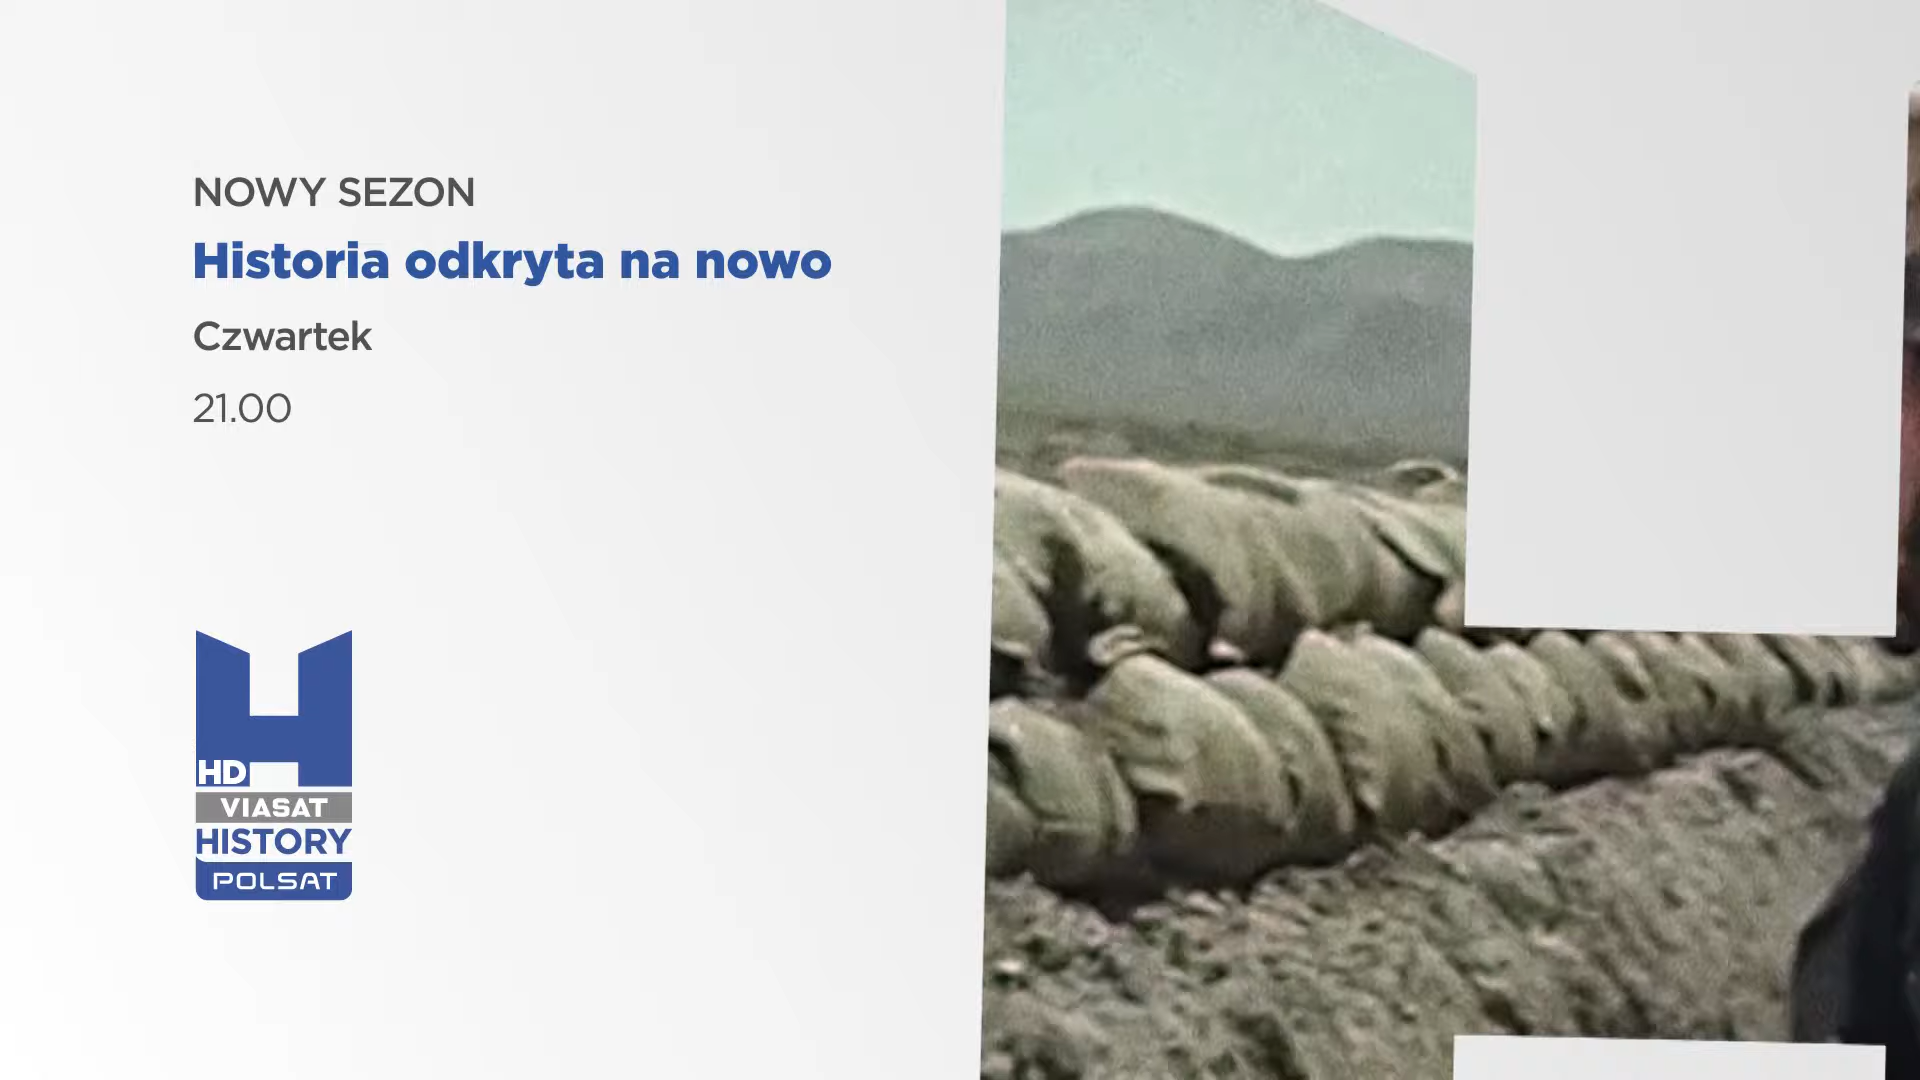 NOWY SEZON
Historia odkryta na nowo
Czwartek
21.00
HD
VIASAT
HISTORY
POLSAT